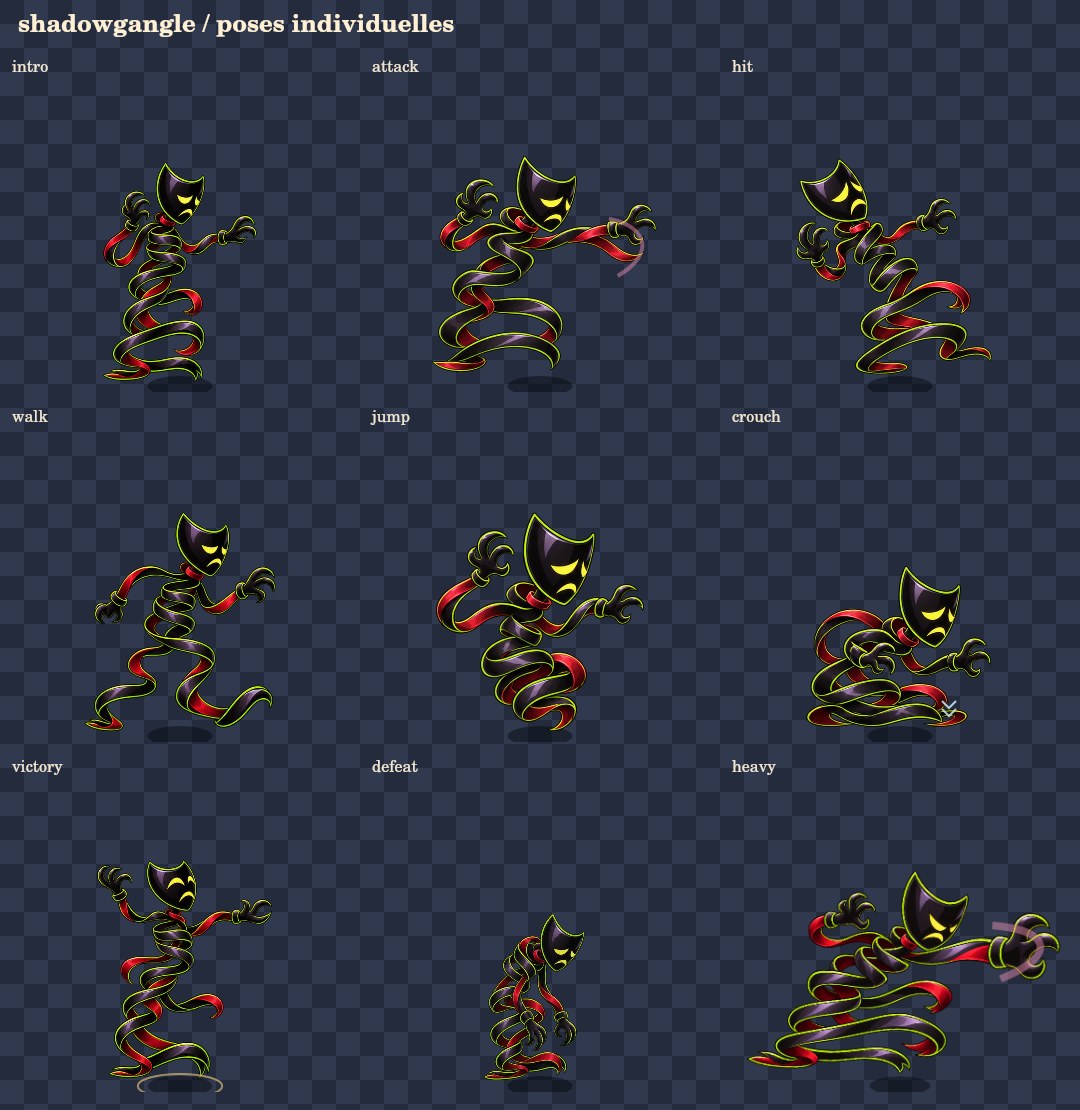 shadowgangle / poses individuelles
intro
attack
hit
walk
jump
crouch
victory
defeat
heavy